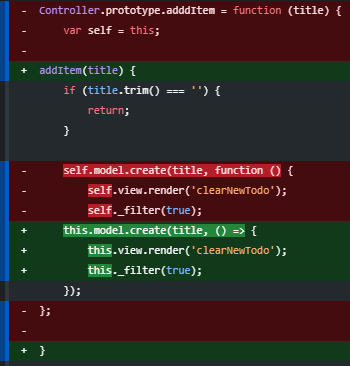 - Controller.prototype.adddItem = function (title) {
- var self = this;
-
+ addItem(title) {
if (title.trim() === '') {
return;
}
- self.model.create(title, function () {
- self.view.render('clearNewTodo');
- self._filter(true);
+ this.model.create(title, () => {
+ this.view.render('clearNewTodo');
+ this._filter(true);
});
- };
-
+ }